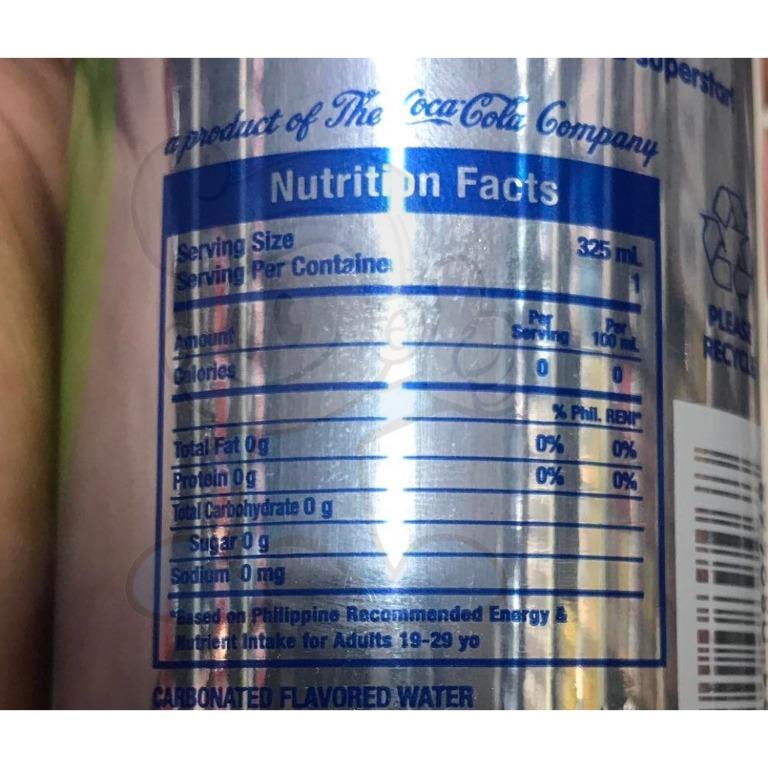 superstar!
a product of The Coca-Cola Company
Nutrition Facts
Serving Size 325 mL
Serving Per Container 1
Amount Per Serving Per 100 mL
Calories 0 0
% Phil. RENI*
Total Fat 0g 0% 0%
Protein 0g 0% 0%
Total Carbohydrate 0 g
Sugar 0 g
Sodium 0 mg
*Based on Philippine Recommended Energy &
Nutrient Intake for Adults 19-29 yo
CARBONATED FLAVORED WATER
PLEASE
RECYCLE